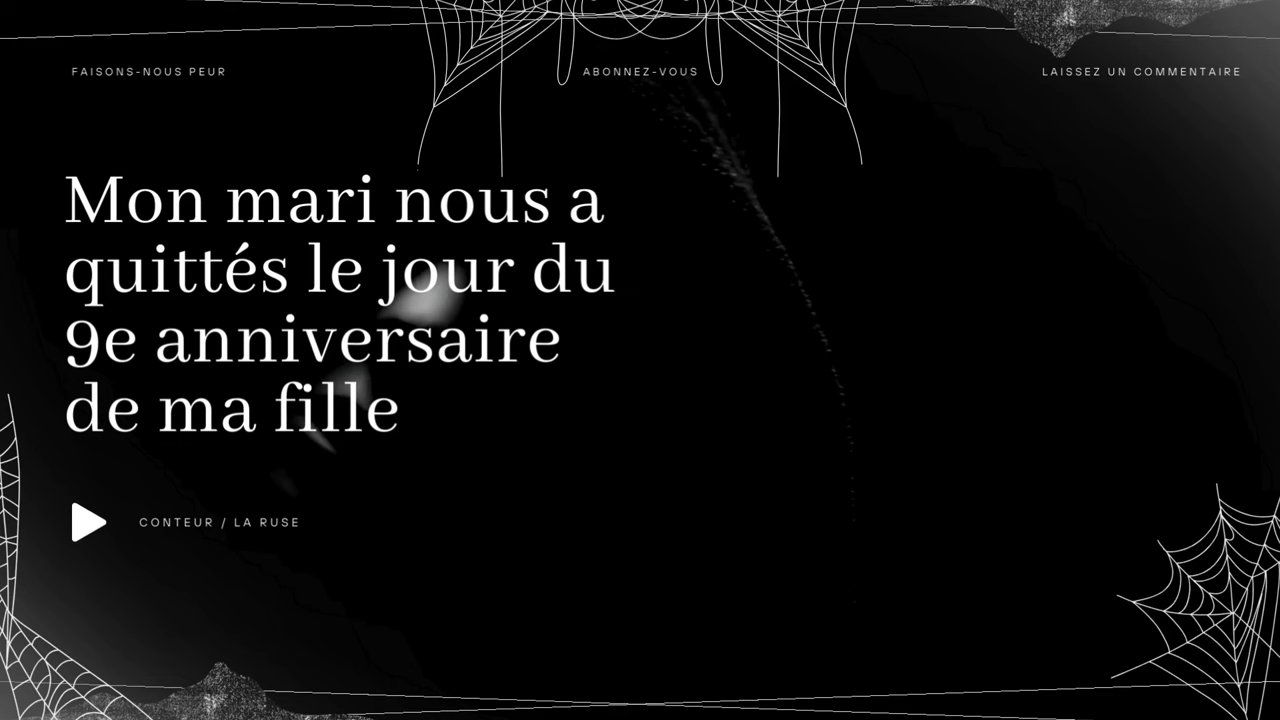 FAISONS-NOUS PEUR
ABONNEZ-VOUS
LAISSEZ UN COMMENTAIRE
Mon mari nous a
quittés le jour du
9e anniversaire
de ma fille
CONTEUR / LA RUSE